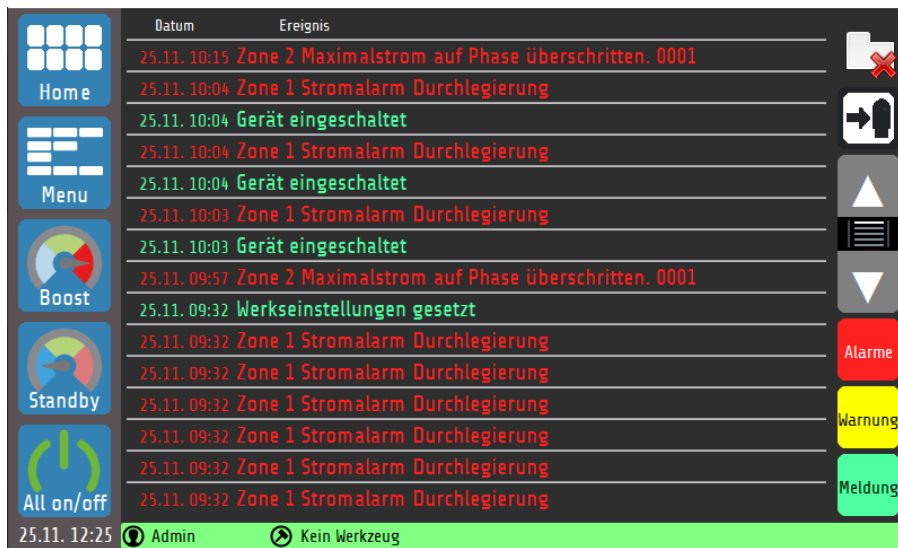 Datum Ereignis
25.11. 10:15 Zone 2 Maximalstrom auf Phase überschritten. 0001
25.11. 10:04 Zone 1 Stromalarm Durchlegierung
25.11. 10:04 Gerät eingeschaltet
25.11. 10:04 Zone 1 Stromalarm Durchlegierung
25.11. 10:04 Gerät eingeschaltet
25.11. 10:03 Zone 1 Stromalarm Durchlegierung
25.11. 10:03 Gerät eingeschaltet
25.11. 09:57 Zone 2 Maximalstrom auf Phase überschritten. 0001
25.11. 09:32 Werkseinstellungen gesetzt
25.11. 09:32 Zone 1 Stromalarm Durchlegierung
25.11. 09:32 Zone 1 Stromalarm Durchlegierung
25.11. 09:32 Zone 1 Stromalarm Durchlegierung
25.11. 09:32 Zone 1 Stromalarm Durchlegierung
25.11. 09:32 Zone 1 Stromalarm Durchlegierung
25.11. 09:32 Zone 1 Stromalarm Durchlegierung
Home
Menu
Boost
Standby
All on/off
Alarme
Warnung
Meldung
25.11. 12:25 Admin Kein Werkzeug